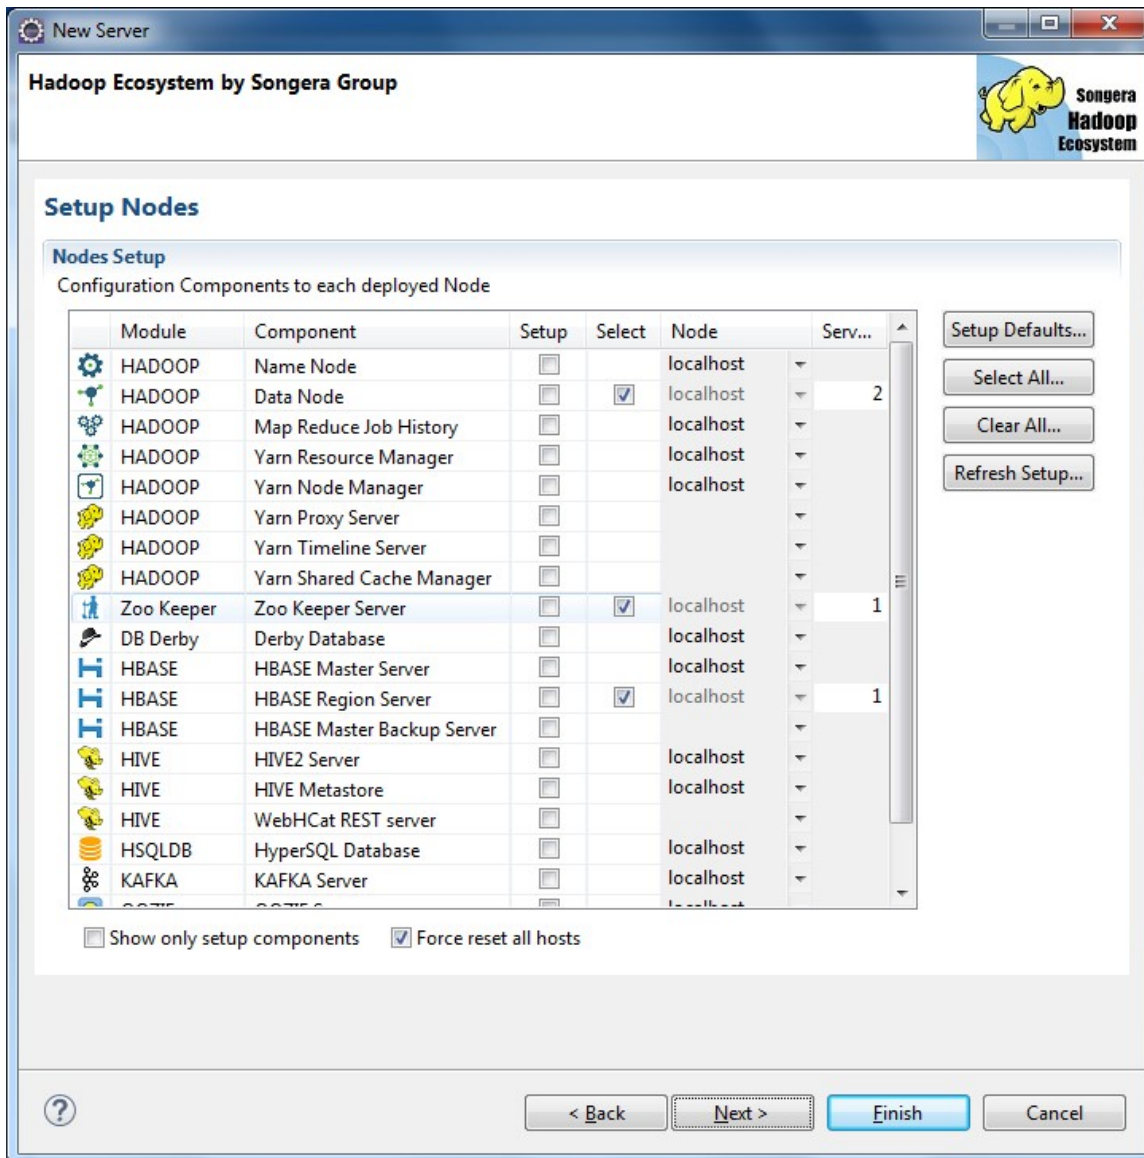 New Server
Hadoop Ecosystem by Songera Group
Songera
Hadoop
Ecosystem
Setup Nodes
Nodes Setup
Configuration Components to each deployed Node
Module Component Setup Select Node Serv...
HADOOP Name Node localhost
HADOOP Data Node localhost 2
HADOOP Map Reduce Job History localhost
HADOOP Yarn Resource Manager localhost
HADOOP Yarn Node Manager localhost
HADOOP Yarn Proxy Server
HADOOP Yarn Timeline Server
HADOOP Yarn Shared Cache Manager
Zoo Keeper Zoo Keeper Server localhost 1
DB Derby Derby Database localhost
HBASE HBASE Master Server localhost
HBASE HBASE Region Server localhost 1
HBASE HBASE Master Backup Server
HIVE HIVE2 Server localhost
HIVE HIVE Metastore localhost
HIVE WebHCat REST server
HSQLDB HyperSQL Database localhost
KAFKA KAFKA Server localhost
Setup Defaults...
Select All...
Clear All...
Refresh Setup...
Show only setup components Force reset all hosts
< Back Next > Finish Cancel